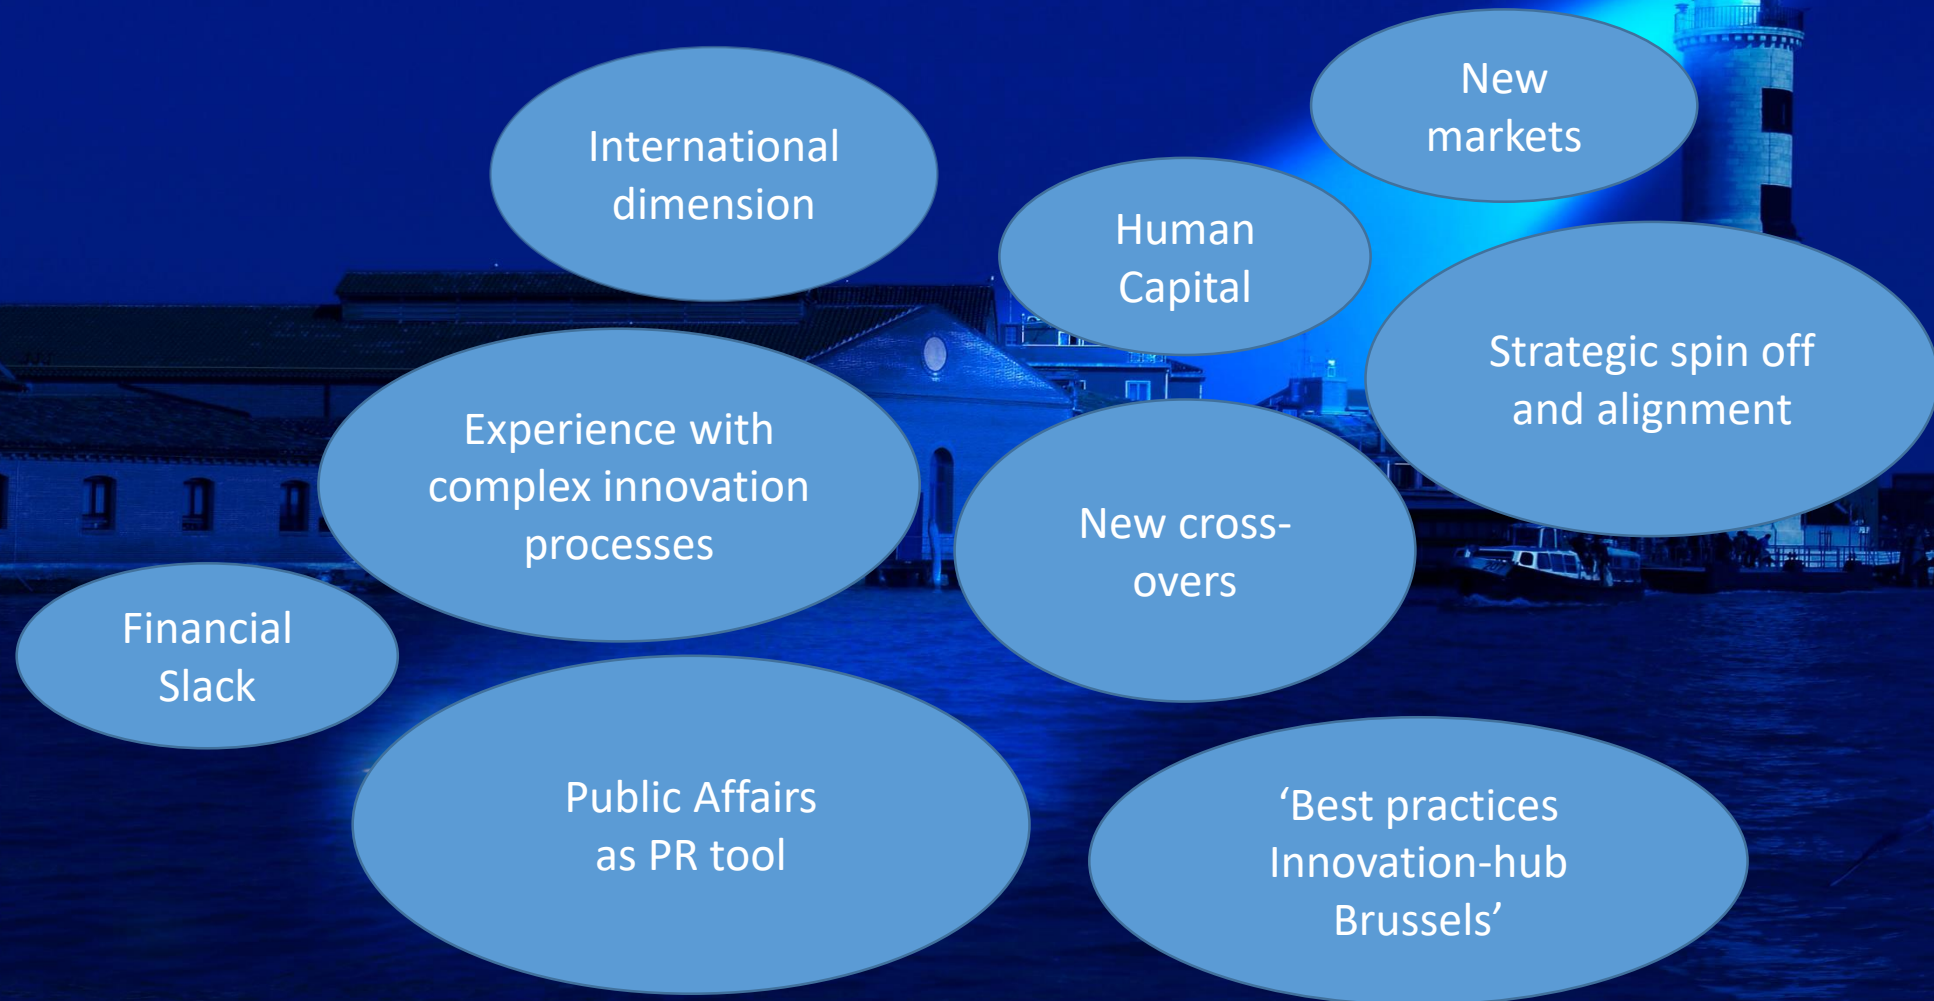 New
markets
International
dimension
Human
Capital
Strategic spin off
and alignment
Experience with
complex innovation
processes
New cross-
overs
Financial
Slack
Public Affairs
as PR tool
‘Best practices
Innovation-hub
Brussels’